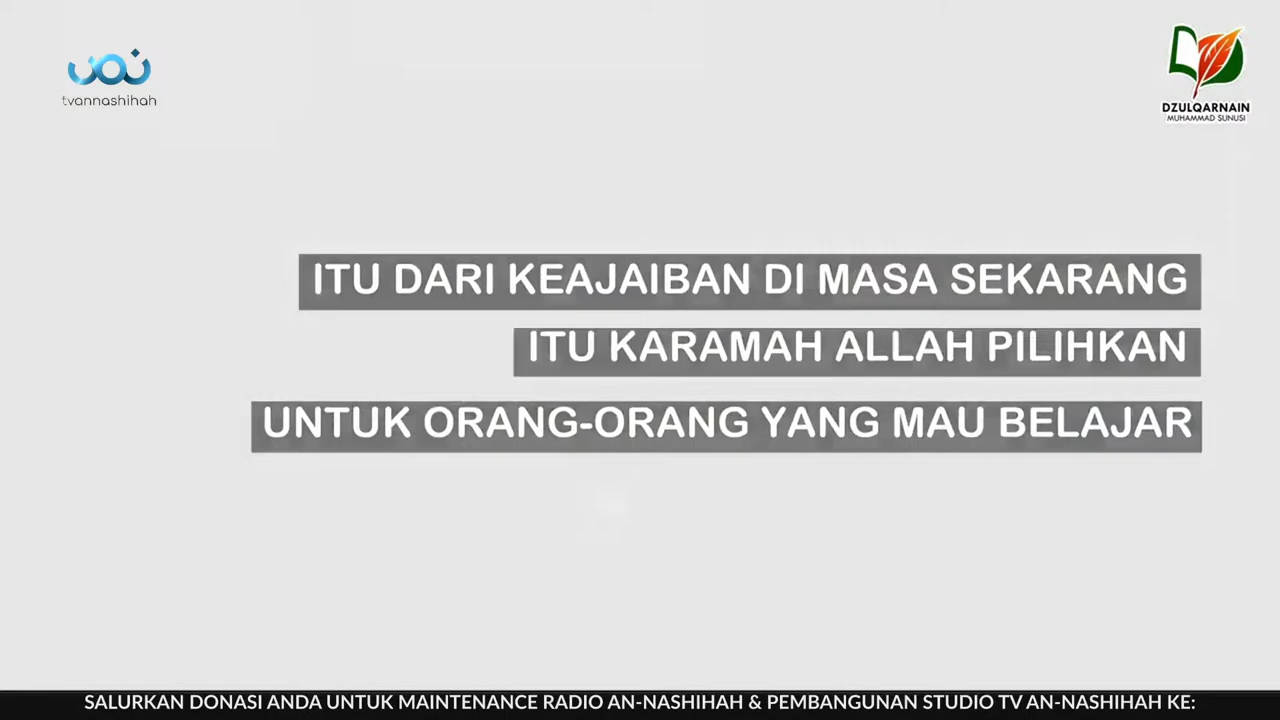 tvannashihah
DZULQARNAIN
MUHAMMAD SUNUSI
ITU DARI KEAJAIBAN DI MASA SEKARANG
ITU KARAMAH ALLAH PILIHKAN
UNTUK ORANG-ORANG YANG MAU BELAJAR
SALURKAN DONASI ANDA UNTUK MAINTENANCE RADIO AN-NASHIHAH & PEMBANGUNAN STUDIO TV AN-NASHIHAH KE: